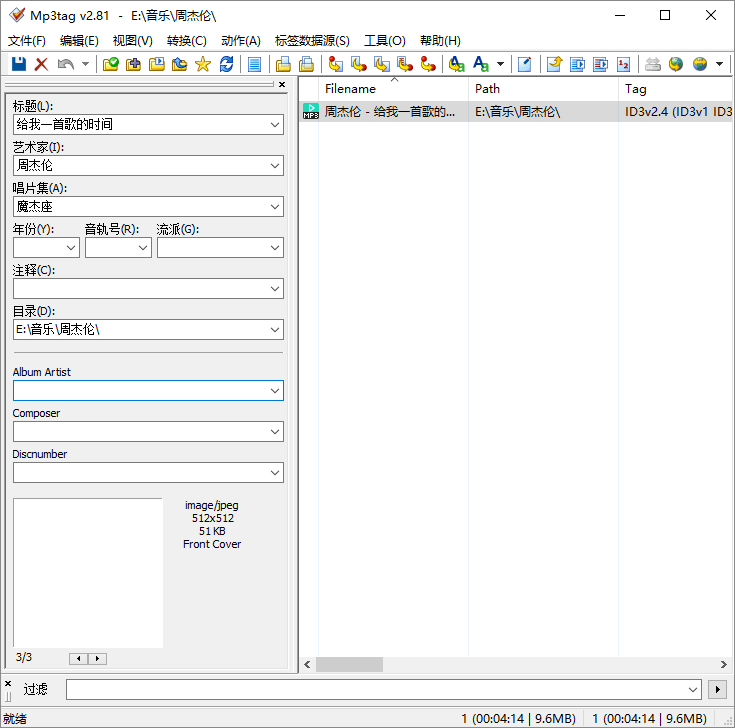 Mp3tag v2.81 - E:\音乐\周杰伦\
文件(F) 编辑(E) 视图(V) 转换(C) 动作(A) 标签数据源(S) 工具(O) 帮助(H)
标题(L):
给我一首歌的时间
艺术家(I):
周杰伦
唱片集(A):
魔杰座
年份(Y): 音轨号(R): 流派(G):
注释(C):
目录(D):
E:\音乐\周杰伦\
Album Artist
Composer
Discnumber
image/jpeg
512x512
51 KB
Front Cover
3/3
Filename Path Tag
MP3 周杰伦 - 给我一首歌的... E:\音乐\周杰伦\ ID3v2.4 (ID3v1 ID3
过滤
就绪 1 (00:04:14 | 9.6MB) 1 (00:04:14 | 9.6MB)